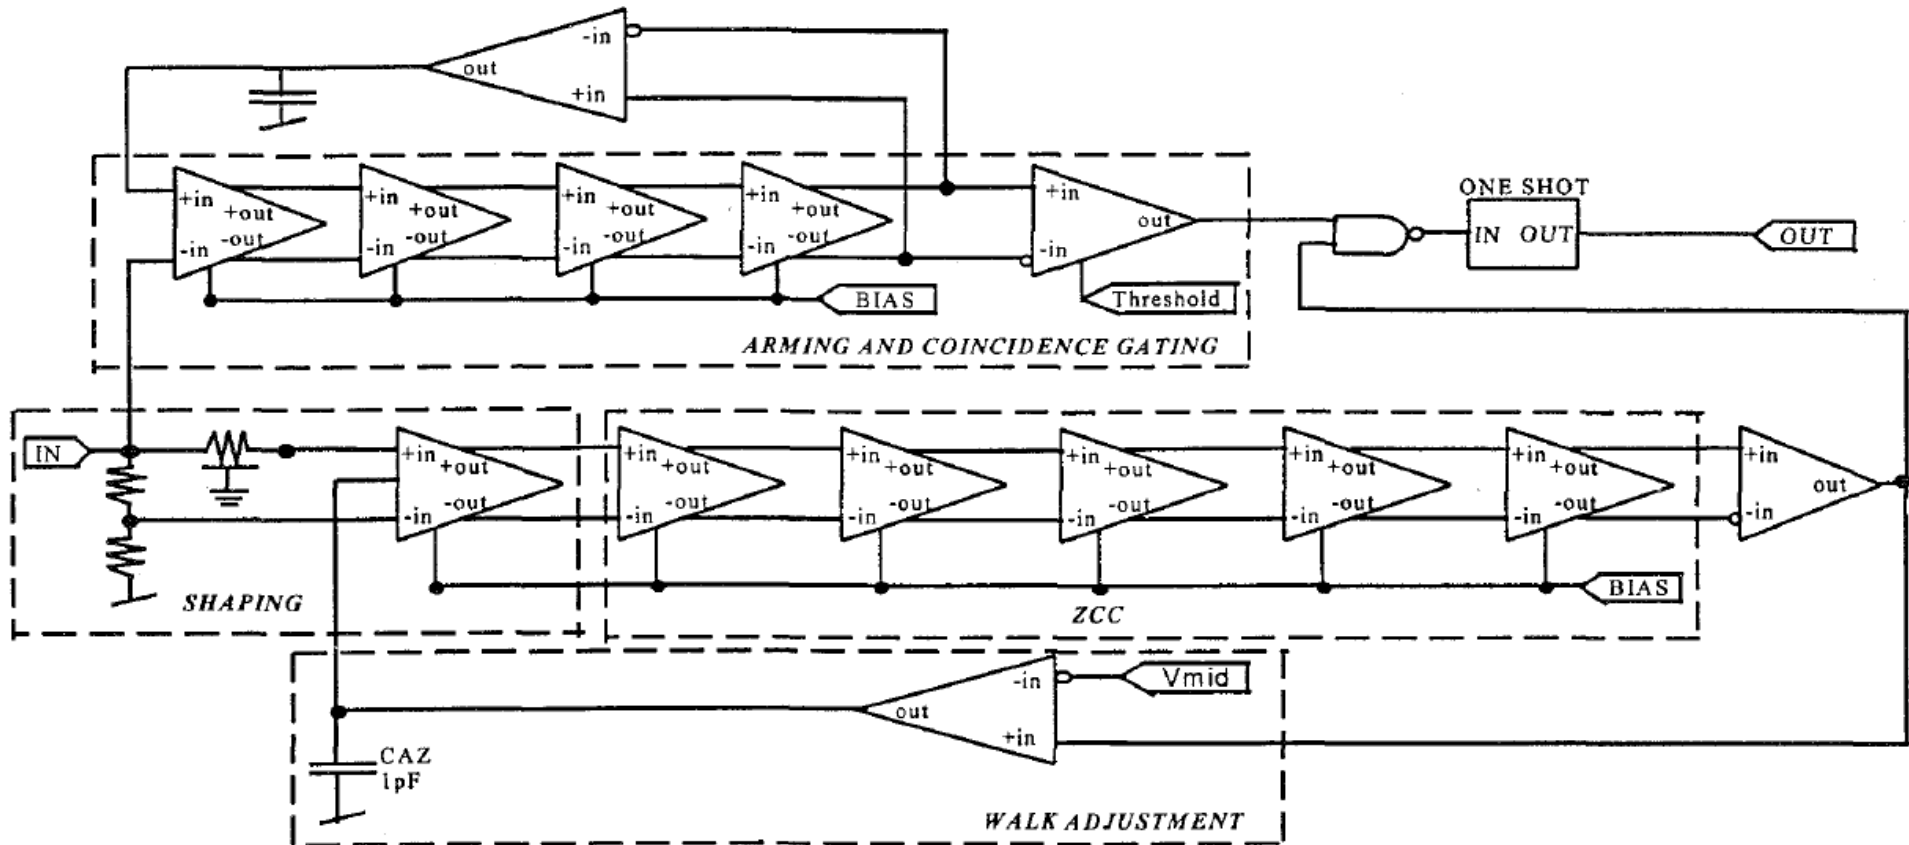 -in
out
+in
+in
+out
-out
-in
+in
+out
-out
-in
+in
+out
-out
-in
+in
+out
-out
-in
+in
out
-in
BIAS
Threshold
ARMING AND COINCIDENCE GATING
ONE SHOT
IN OUT
OUT
IN
+in
+out
-out
-in
SHAPING
+in
+out
-out
-in
+in
+out
-out
-in
+in
+out
-out
-in
+in
+out
-out
-in
+in
+out
-out
-in
BIAS
ZCC
+in
out
-in
-in
Vmid
out
+in
CAZ
1pF
WALK ADJUSTMENT